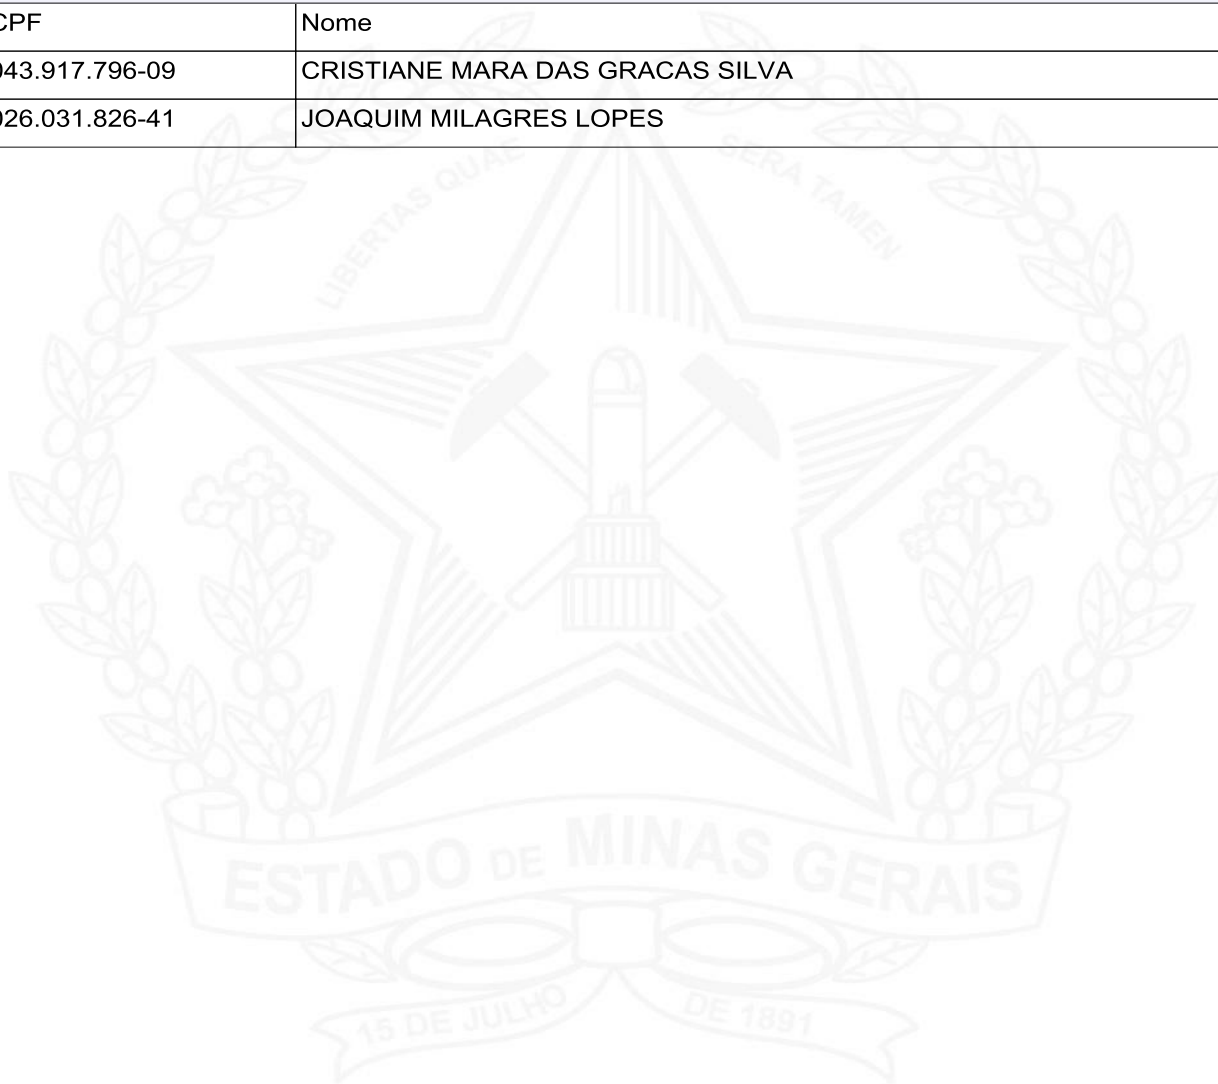 CPF Nome
043.917.796-09 CRISTIANE MARA DAS GRACAS SILVA
026.031.826-41 JOAQUIM MILAGRES LOPES
LIBERTAS QUAE SERA TAMEN
ESTADO DE MINAS GERAIS
15 DE JULHO DE 1891